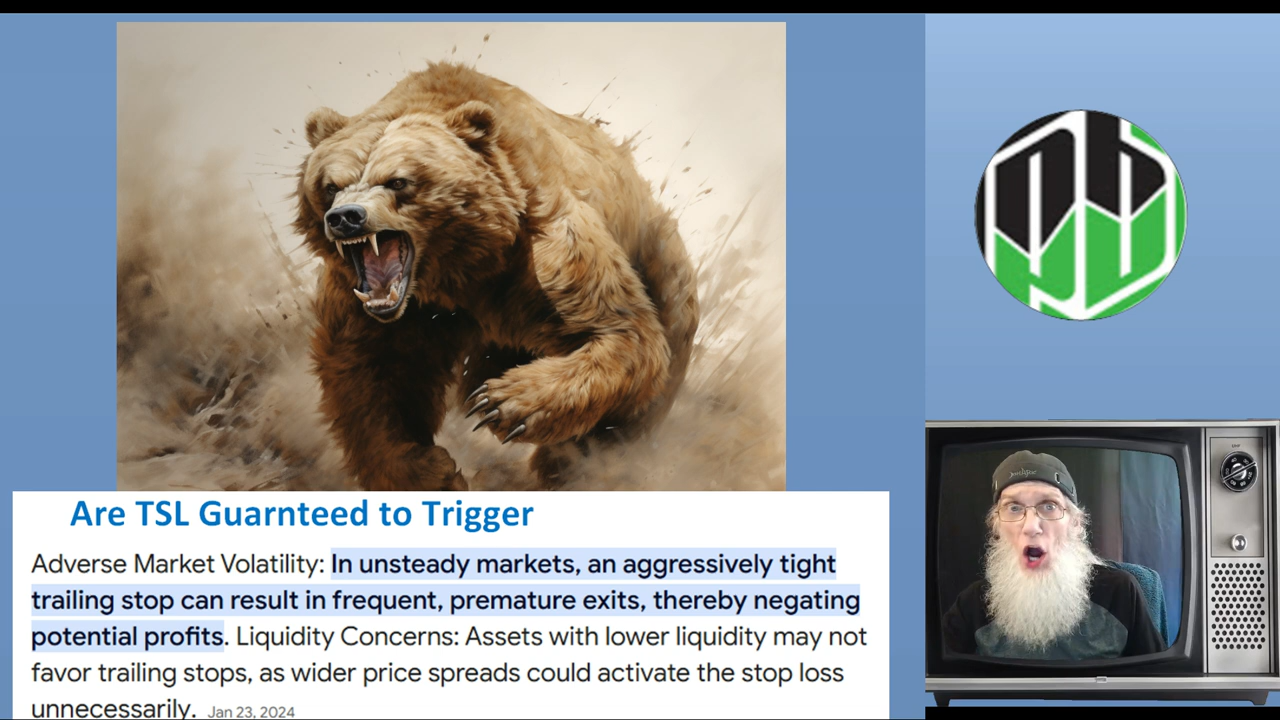 Are TSL Guarnteed to Trigger
Adverse Market Volatility: In unsteady markets, an aggressively tight
trailing stop can result in frequent, premature exits, thereby negating
potential profits. Liquidity Concerns: Assets with lower liquidity may not
favor trailing stops, as wider price spreads could activate the stop loss
unnecessarily. Jan 23, 2024